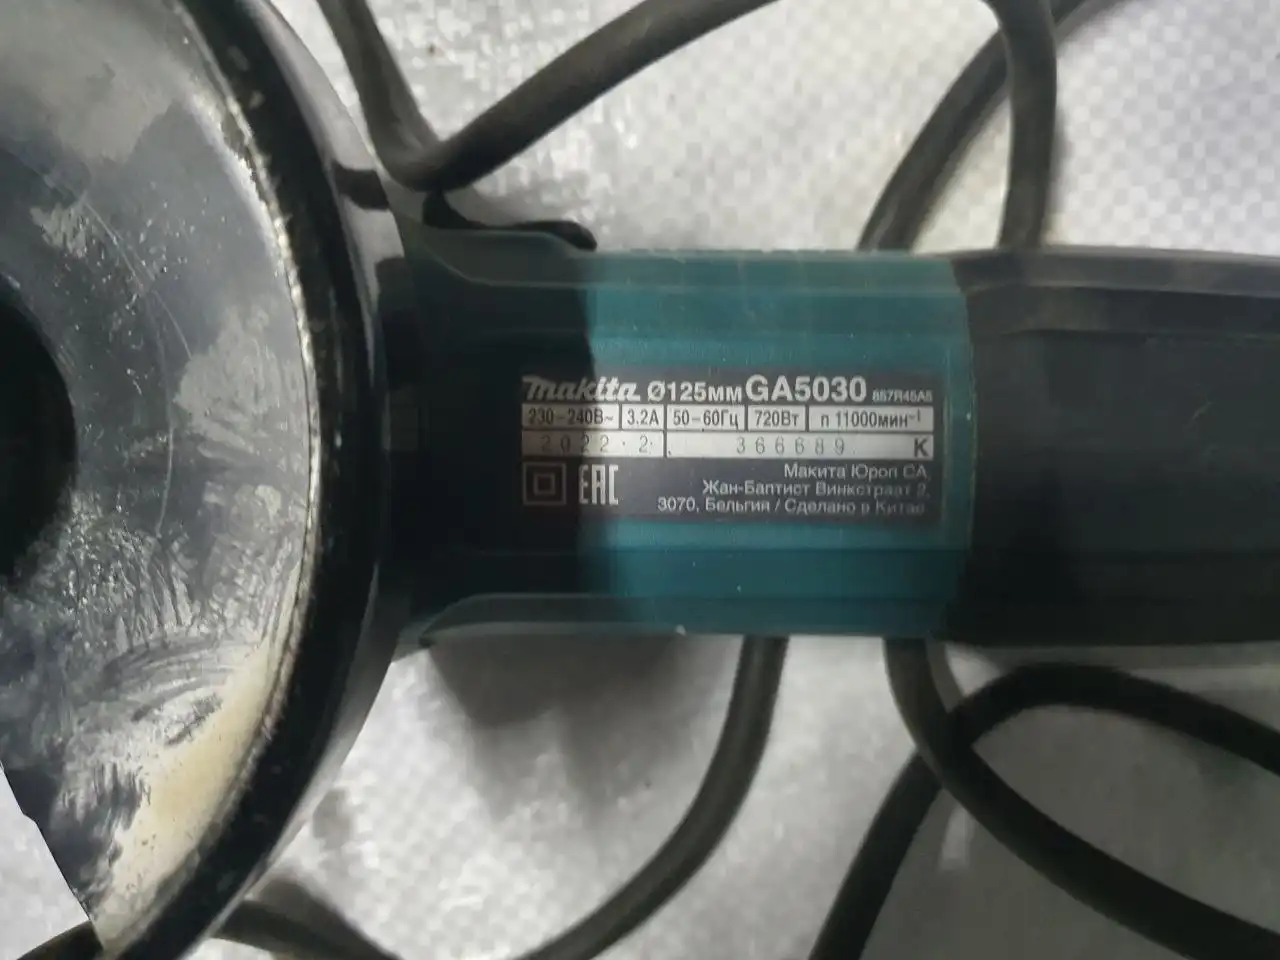 makita Ø125мм GA5030
230-240В~ 3.2A 50-60Гц 720Вт n 11000мин⁻¹
2022·2· 366689 K
EAC Макита Юроп СА
Жан-Баптист Винкстраат 2,
3070, Бельгия / Сделано в Китае